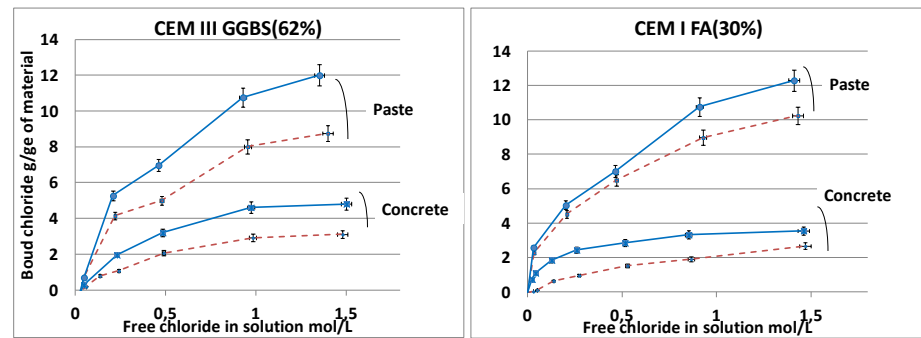 CEM III GGBS(62%)
14
12
10
8
6
4
2
0
0
0,5
1
1,5
Boud chloride g/ge of material
Free chloride in solution mol/L
Paste
Concrete
CEM I FA(30%)
14
12
10
8
6
4
2
0
0
0,5
1
1,5
Free chloride in solution mol/L
Paste
Concrete